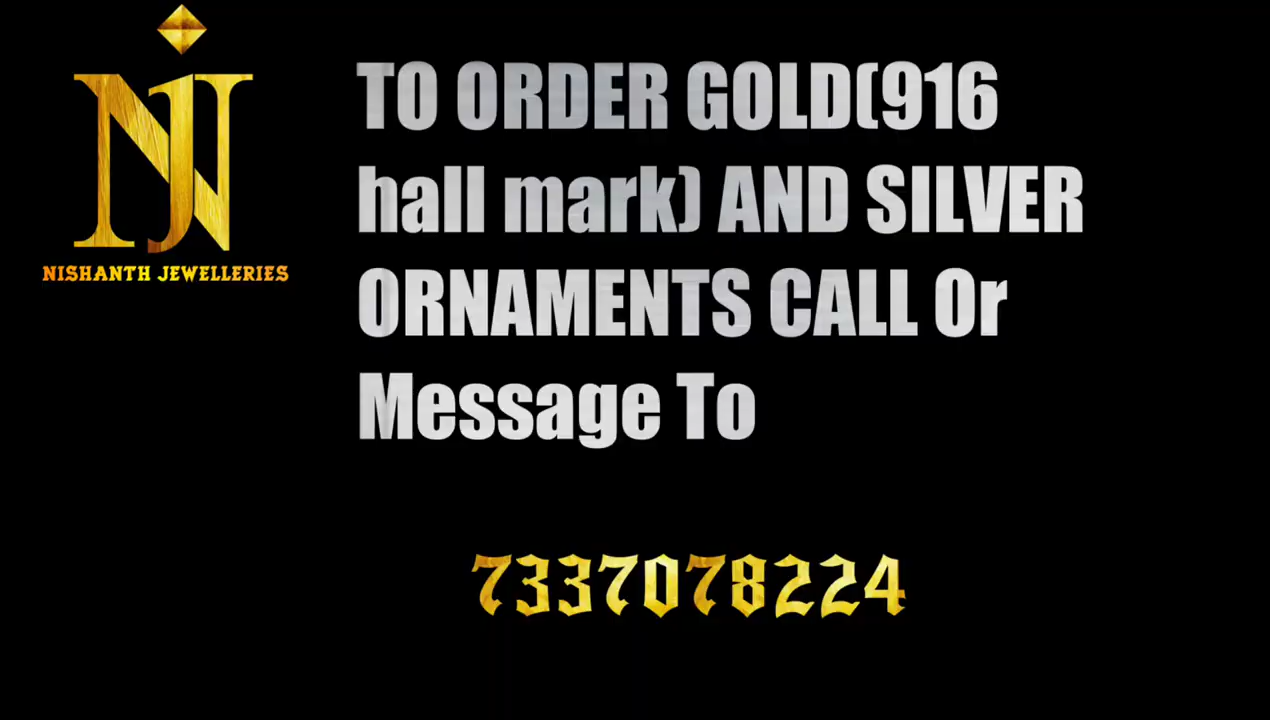 NJ
NISHANTH JEWELLERIES
TO ORDER GOLD(916
hall mark) AND SILVER
ORNAMENTS CALL Or
Message To
7337078224